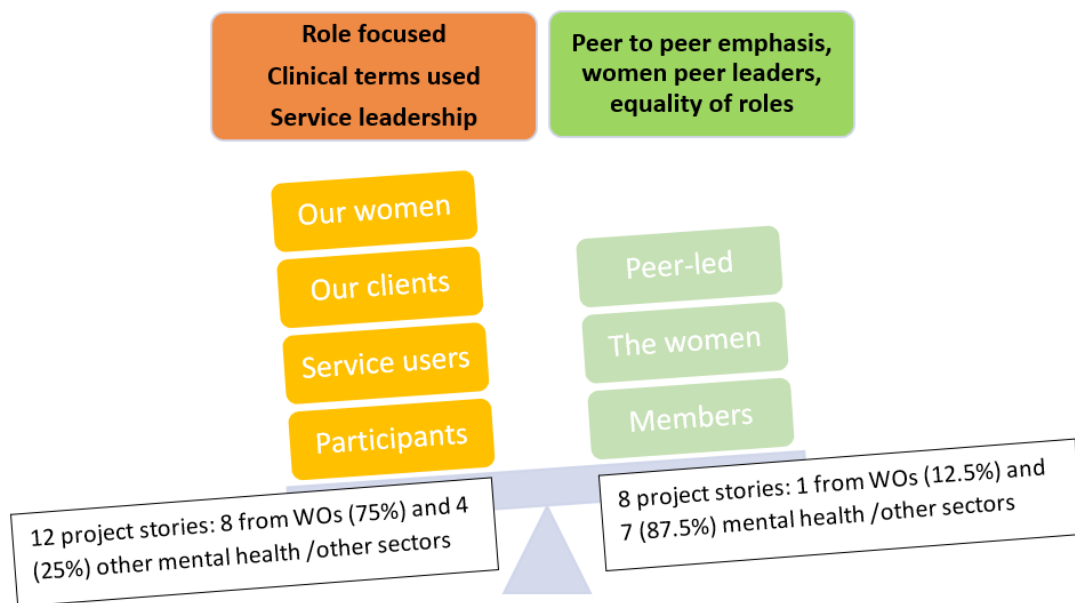 Role focused
Clinical terms used
Service leadership
Peer to peer emphasis,
women peer leaders,
equality of roles
Our women
Our clients
Service users
Participants
Peer-led
The women
Members
12 project stories: 8 from WOs (75%) and 4
(25%) other mental health /other sectors
8 project stories: 1 from WOs (12.5%) and
7 (87.5%) mental health /other sectors